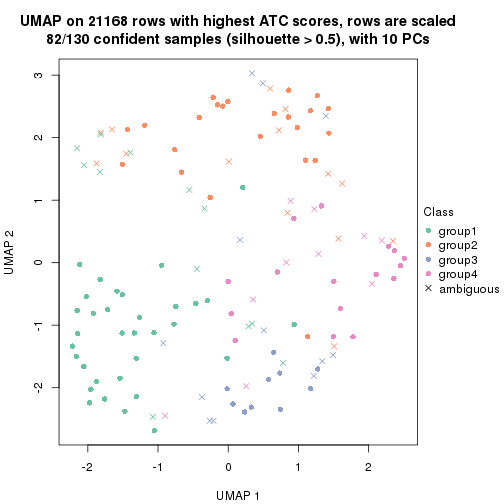 UMAP on 21168 rows with highest ATC scores, rows are scaled
82/130 confident samples (silhouette > 0.5), with 10 PCs
3
2
1
0
-1
-2
UMAP 2
-2
-1
0
1
2
UMAP 1
Class
group1
group2
group3
group4
ambiguous